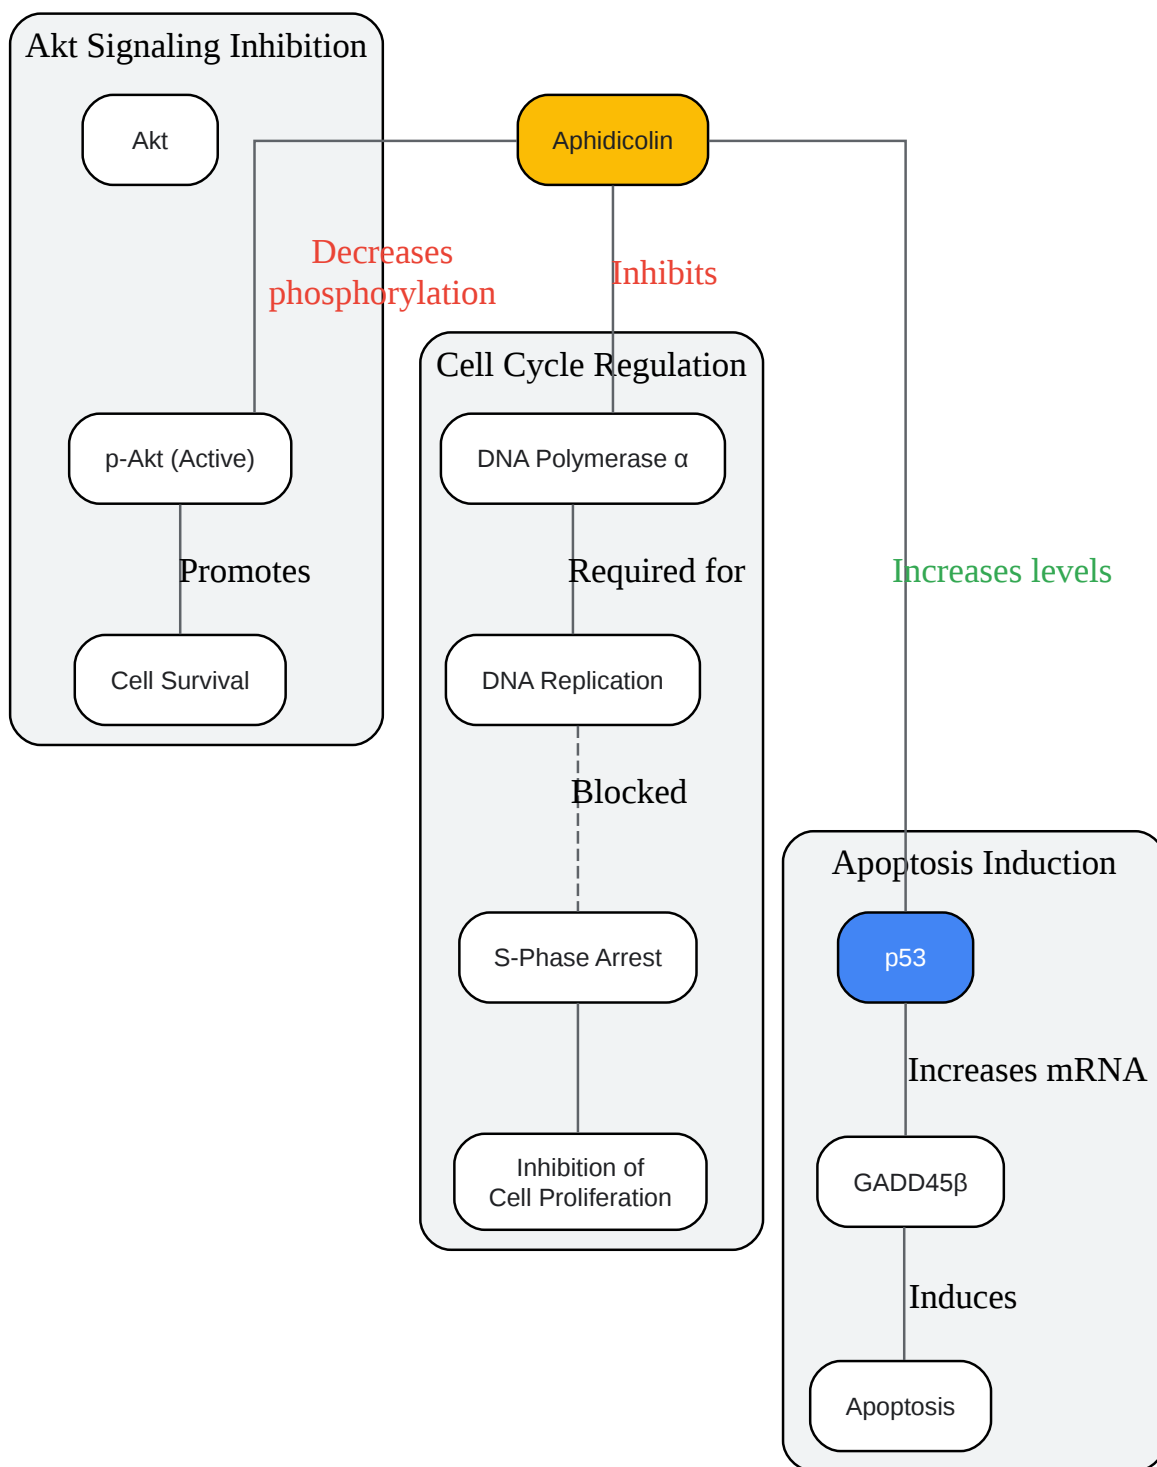 Akt Signaling Inhibition
Akt
Aphidicolin
Decreases
phosphorylation
Inhibits
Cell Cycle Regulation
p-Akt (Active)
DNA Polymerase α
Promotes
Required for
Increases levels
Cell Survival
DNA Replication
Blocked
Apoptosis Induction
S-Phase Arrest
p53
Increases mRNA
Inhibition of
Cell Proliferation
GADD45β
Induces
Apoptosis